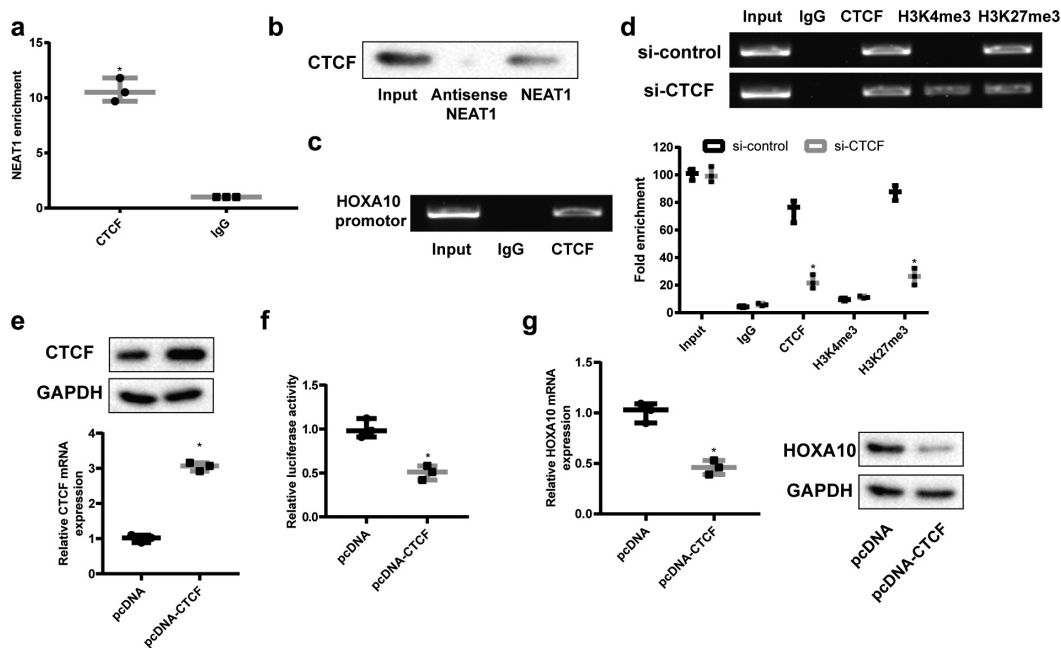 a
15
10
5
0
NEAT1 enrichment
*
CTCF
IgG
b
CTCF
Input
Antisense
NEAT1
NEAT1
c
HOXA10
promotor
Input
IgG
CTCF
d
Input
IgG
CTCF
H3K4me3
H3K27me3
si-control
si-CTCF
si-control
si-CTCF
120
100
80
60
40
20
0
Fold enrichment
*
*
Input
IgG
CTCF
H3K4me3
H3K27me3
e
CTCF
GAPDH
4
3
2
1
0
Relative CTCF mRNA
expression
*
pcDNA
pcDNA-CTCF
f
1.5
1.0
0.5
0.0
Relative luciferase activity
*
pcDNA
pcDNA-CTCF
g
1.5
1.0
0.5
0.0
Relative HOXA10 mRNA
expression
*
pcDNA
pcDNA-CTCF
HOXA10
GAPDH
pcDNA
pcDNA-CTCF